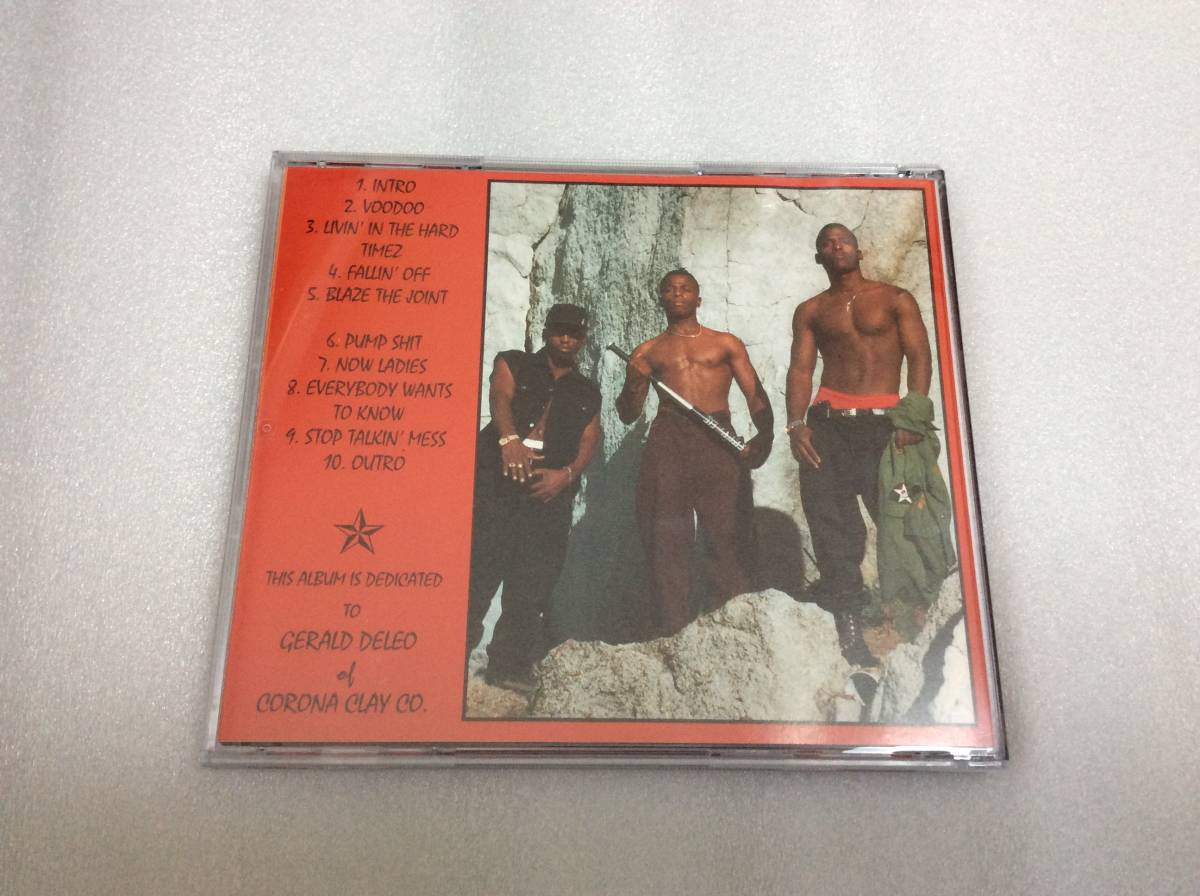 1. INTRO
2. VOODOO
3. LIVIN' IN THE HARD
TIMEZ
4. FALLIN' OFF
5. BLAZE THE JOINT
6. PUMP SHIT
7. NOW LADIES
8. EVERYBODY WANTS
TO KNOW
9. STOP TALKIN' MESS
10. OUTRO
THIS ALBUM IS DEDICATED
TO
GERALD DELEO
of
CORONA CLAY CO.